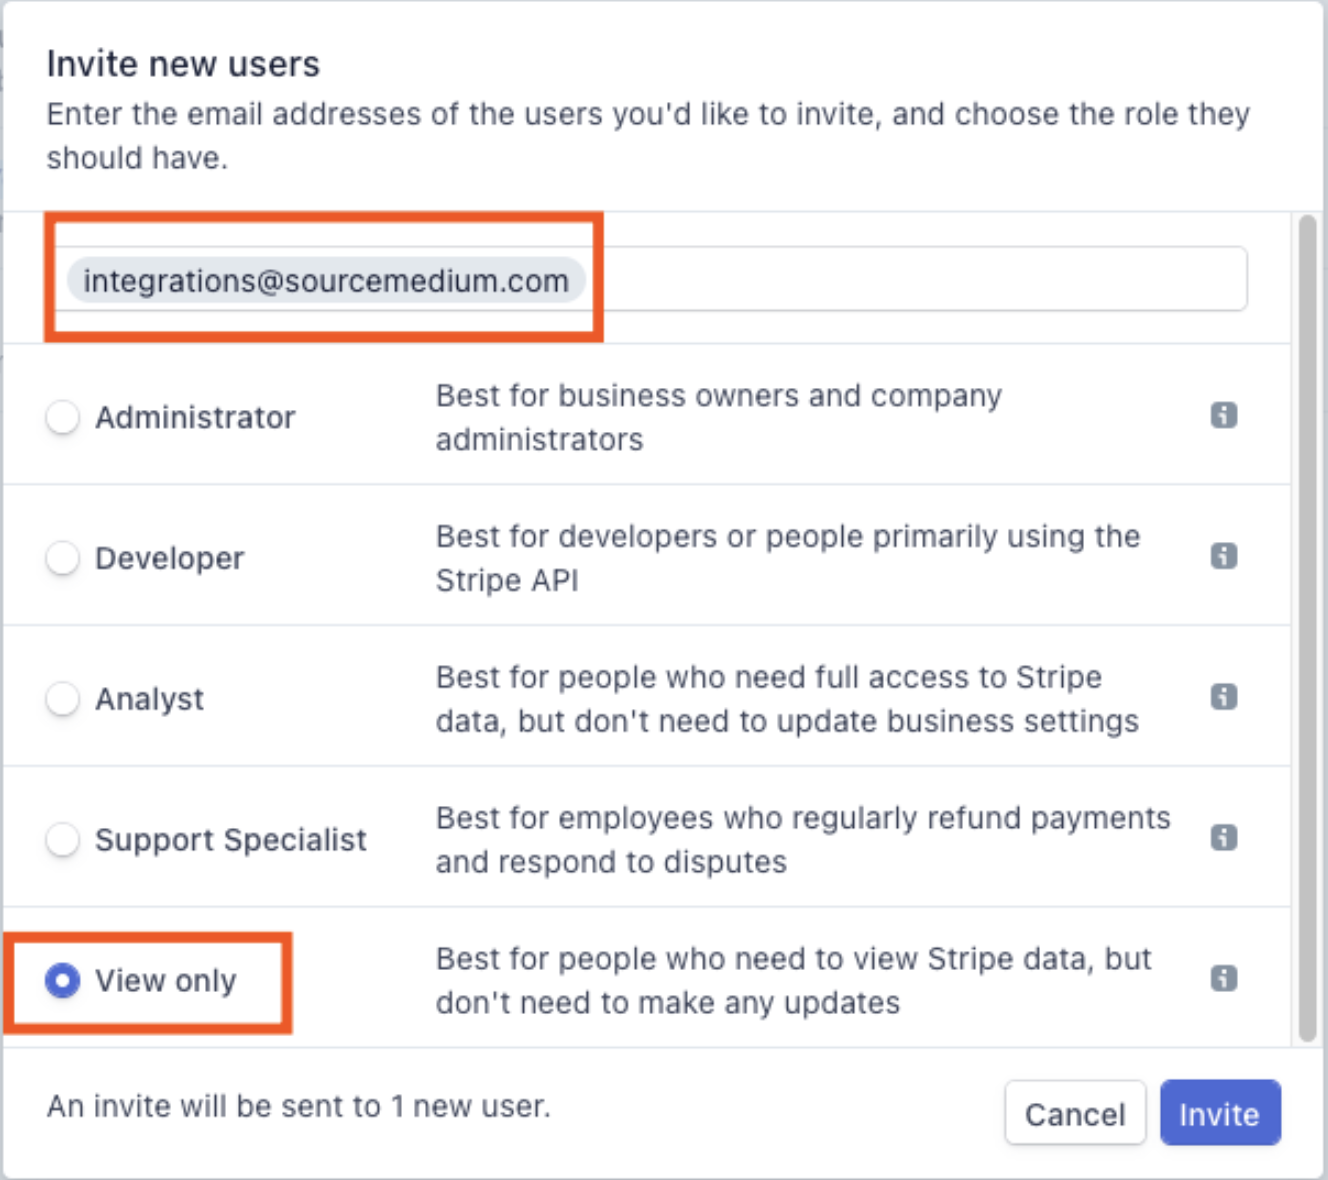 Invite new users
Enter the email addresses of the users you'd like to invite, and choose the role they
should have.
integrations@sourcemedium.com
Administrator
Best for business owners and company
administrators
Developer
Best for developers or people primarily using the
Stripe API
Analyst
Best for people who need full access to Stripe
data, but don't need to update business settings
Support Specialist
Best for employees who regularly refund payments
and respond to disputes
View only
Best for people who need to view Stripe data, but
don't need to make any updates
An invite will be sent to 1 new user.
Cancel
Invite